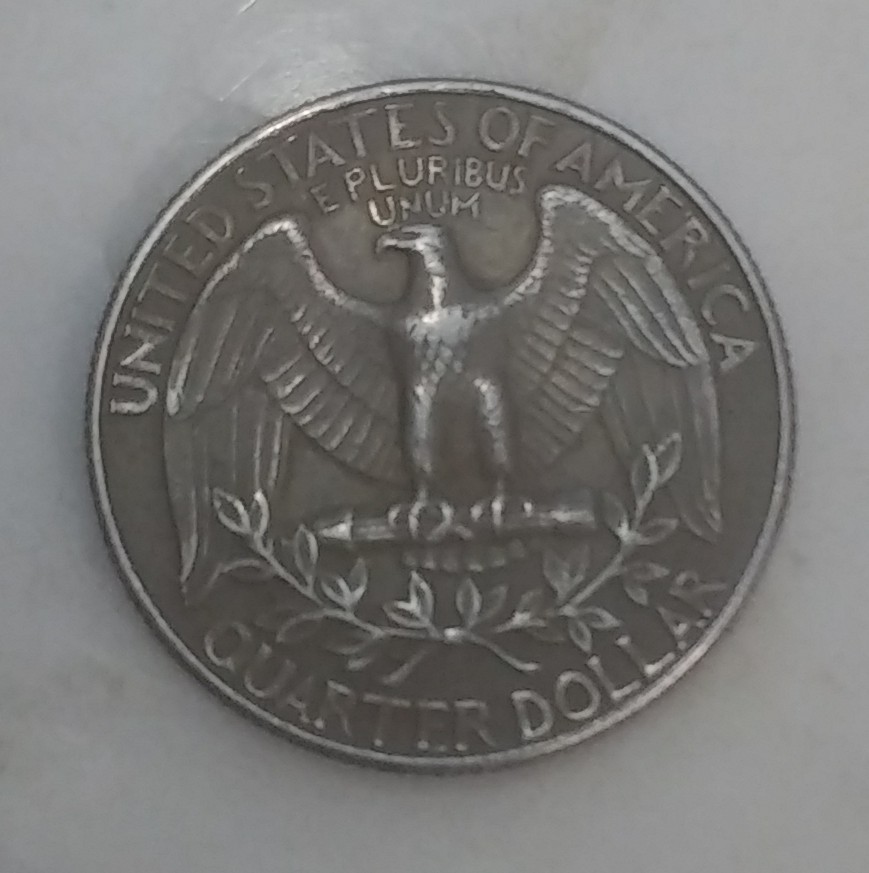 UNITED STATES OF AMERICA
E PLURIBUS
UNUM
QUARTER DOLLAR